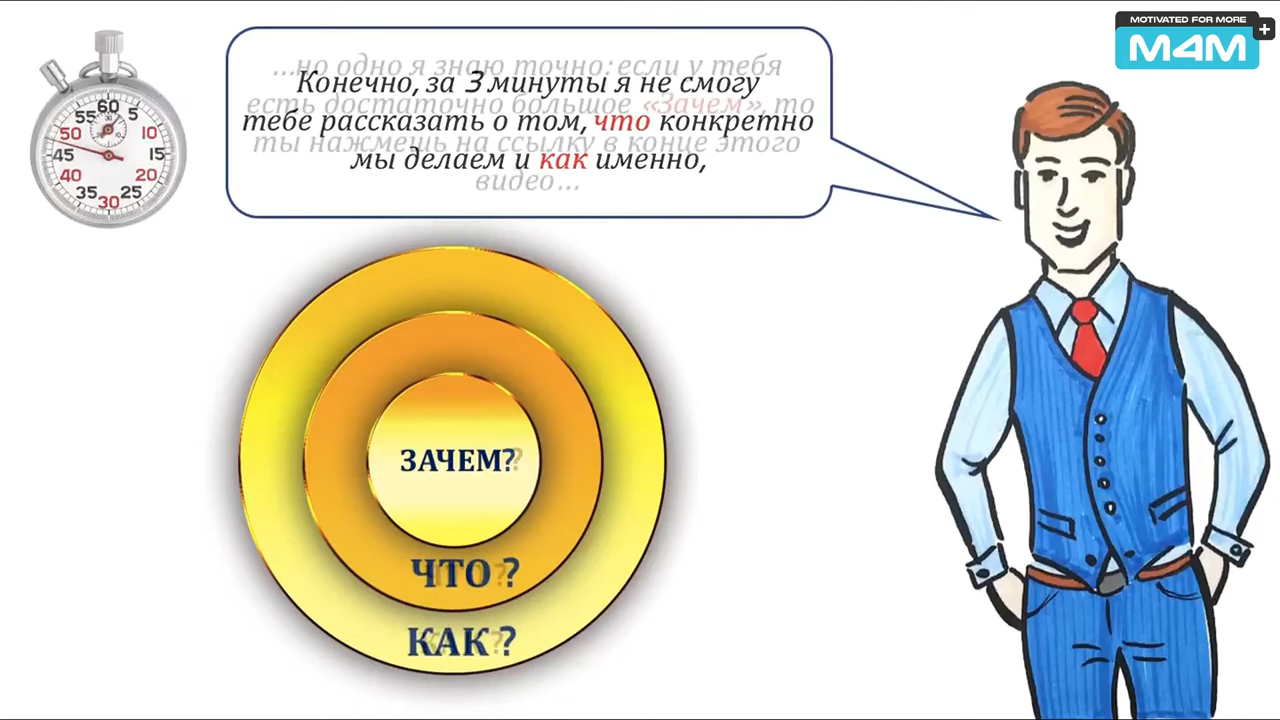 MOTIVATED FOR MORE
M4M
60
55
5
50
10
45
15
40
20
35
25
30
...но одно я знаю точно: если у тебя
Конечно, за 3 минуты я не смогу
есть достаточно большое «Зачем», то
тебе рассказать о том, что конкретно
ты нажмешь на ссылку в конце этого
мы делаем и как именно,
видео...
ЗАЧЕМ?
ЧТО?
КАК?